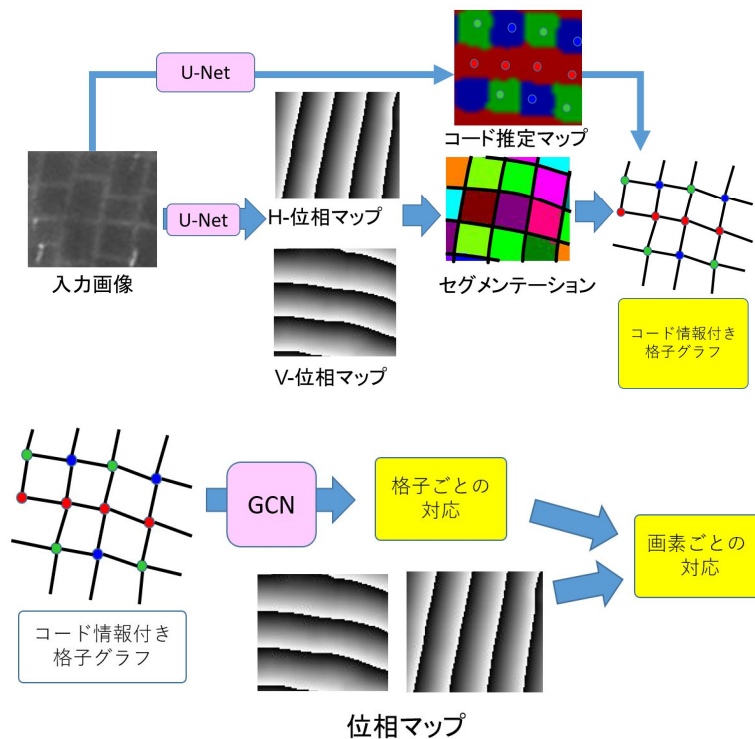 U-Net
コード推定マップ
U-Net
H-位相マップ
入力画像
セグメンテーション
V-位相マップ
コード情報付き
格子グラフ
GCN
格子ごとの
対応
画素ごとの
対応
コード情報付き
格子グラフ
位相マップ